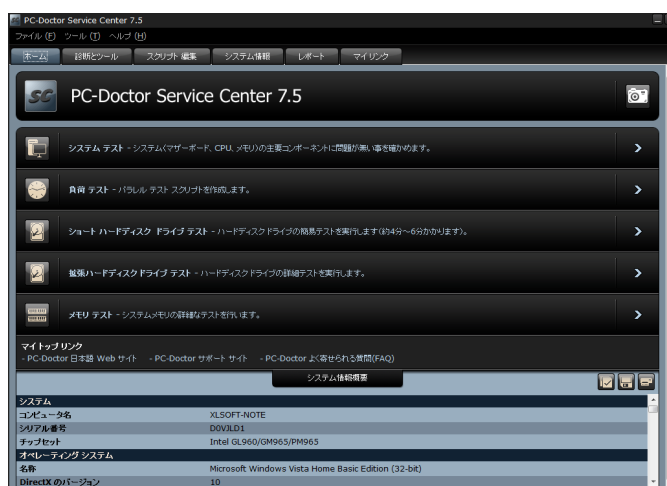 PC-Doctor Service Center 7.5
ファイル (F) ツール (T) ヘルプ (H)
ホーム 診断とツール スクリプト 編集 システム情報 レポート マイ リンク
SC PC-Doctor Service Center 7.5
システム テスト - システム(マザーボード、CPU、メモリ)の主要コンポーネントに問題が無い事を確かめます。
負荷 テスト - パラレル テスト スクリプトを作成します。
ショート ハードディスク ドライブ テスト - ハードディスクドライブの簡易テストを実行します(約4分～6分かかります)。
拡張ハードディスクドライブ テスト - ハードディスクドライブの詳細テストを実行します。
メモリ テスト - システムメモリの詳細なテストを行います。
マイ トップ リンク
- PC-Doctor 日本語 Web サイト - PC-Doctor サポート サイト - PC-Doctor よく寄せられる質問(FAQ)
システム情報概要
システム
コンピュータ名 XLSOFT-NOTE
シリアル番号 D0VJLD1
チップセット Intel GL960/GM965/PM965
オペレーティング システム
名称 Microsoft Windows Vista Home Basic Edition (32-bit)
DirectX のバージョン 10